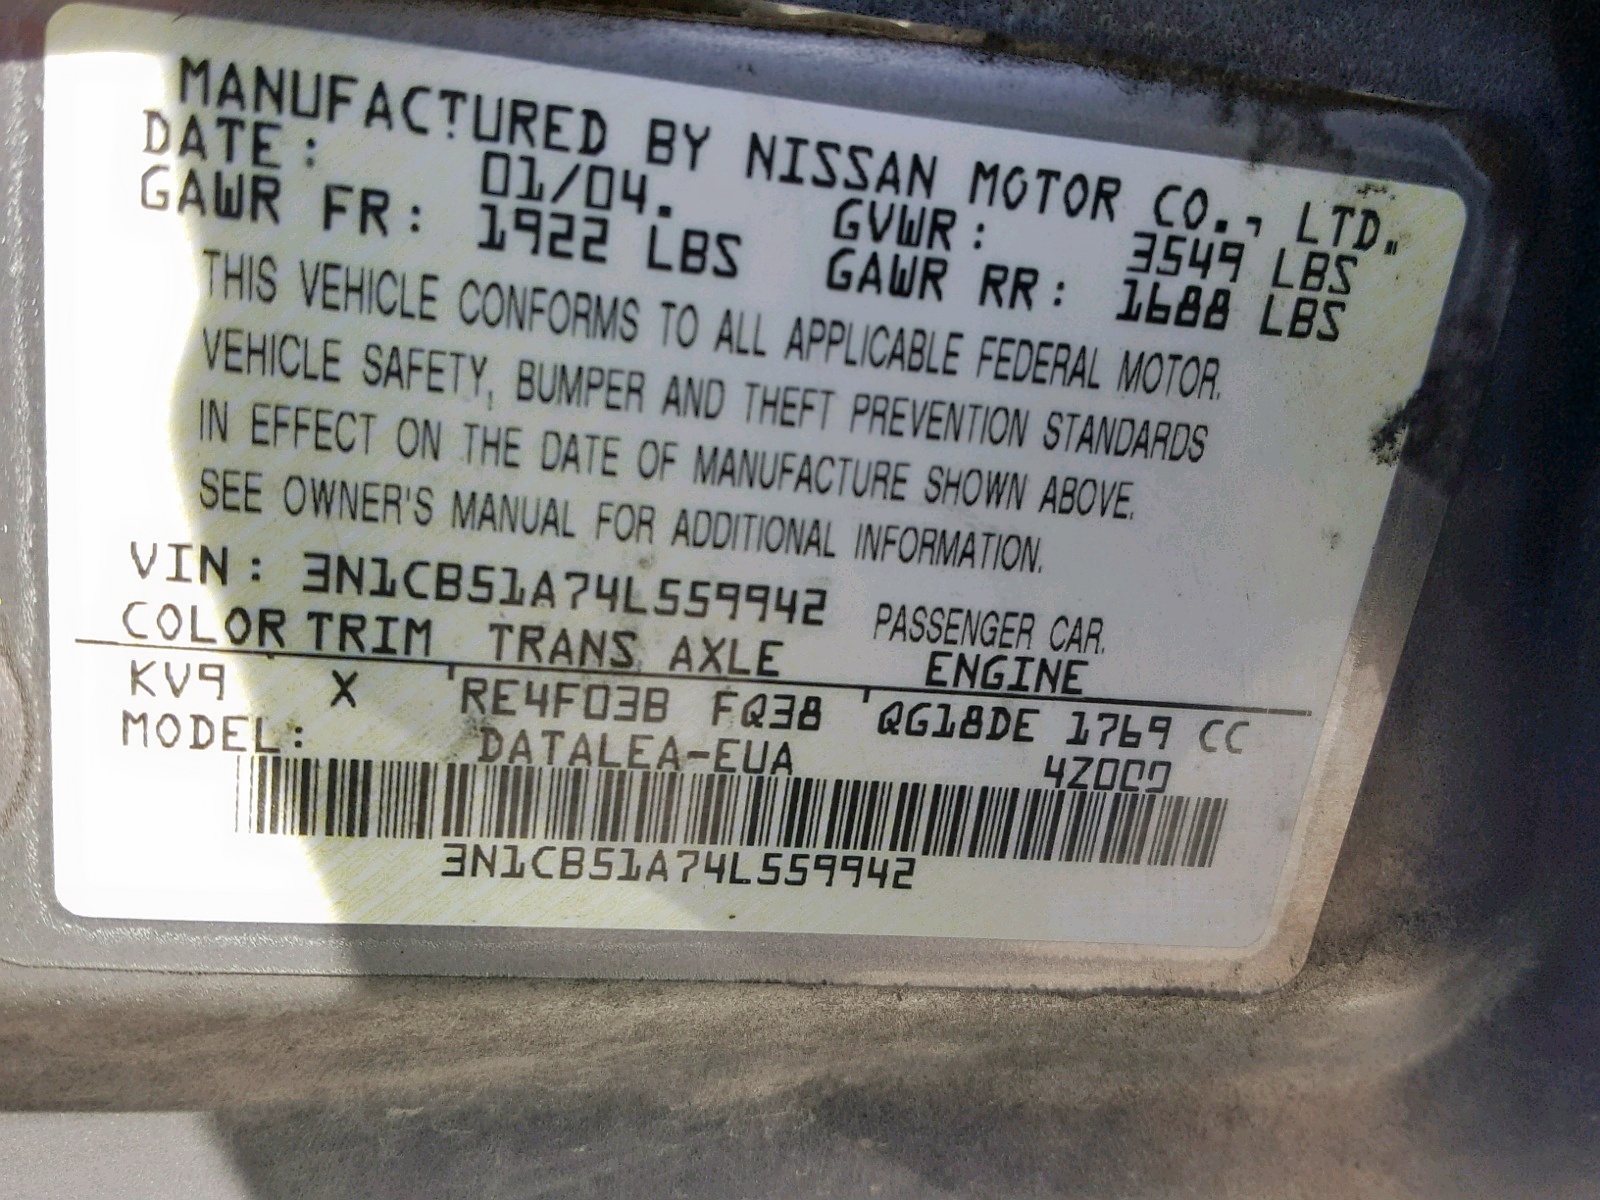 MANUFACTURED BY NISSAN MOTOR CO., LTD.
DATE: 01/04. GVWR: 3549 LBS
GAWR FR: 1922 LBS GAWR RR: 1688 LBS
THIS VEHICLE CONFORMS TO ALL APPLICABLE FEDERAL MOTOR.
VEHICLE SAFETY, BUMPER AND THEFT PREVENTION STANDARDS
IN EFFECT ON THE DATE OF MANUFACTURE SHOWN ABOVE.
SEE OWNER'S MANUAL FOR ADDITIONAL INFORMATION.
VIN: 3N1CB51A74L559942 PASSENGER CAR.
COLOR TRIM TRANS AXLE ENGINE
KV9 X RE4F03B FQ38 QG18DE 1769 CC
MODEL: DATALEA-EUA 4Z000
3N1CB51A74L559942